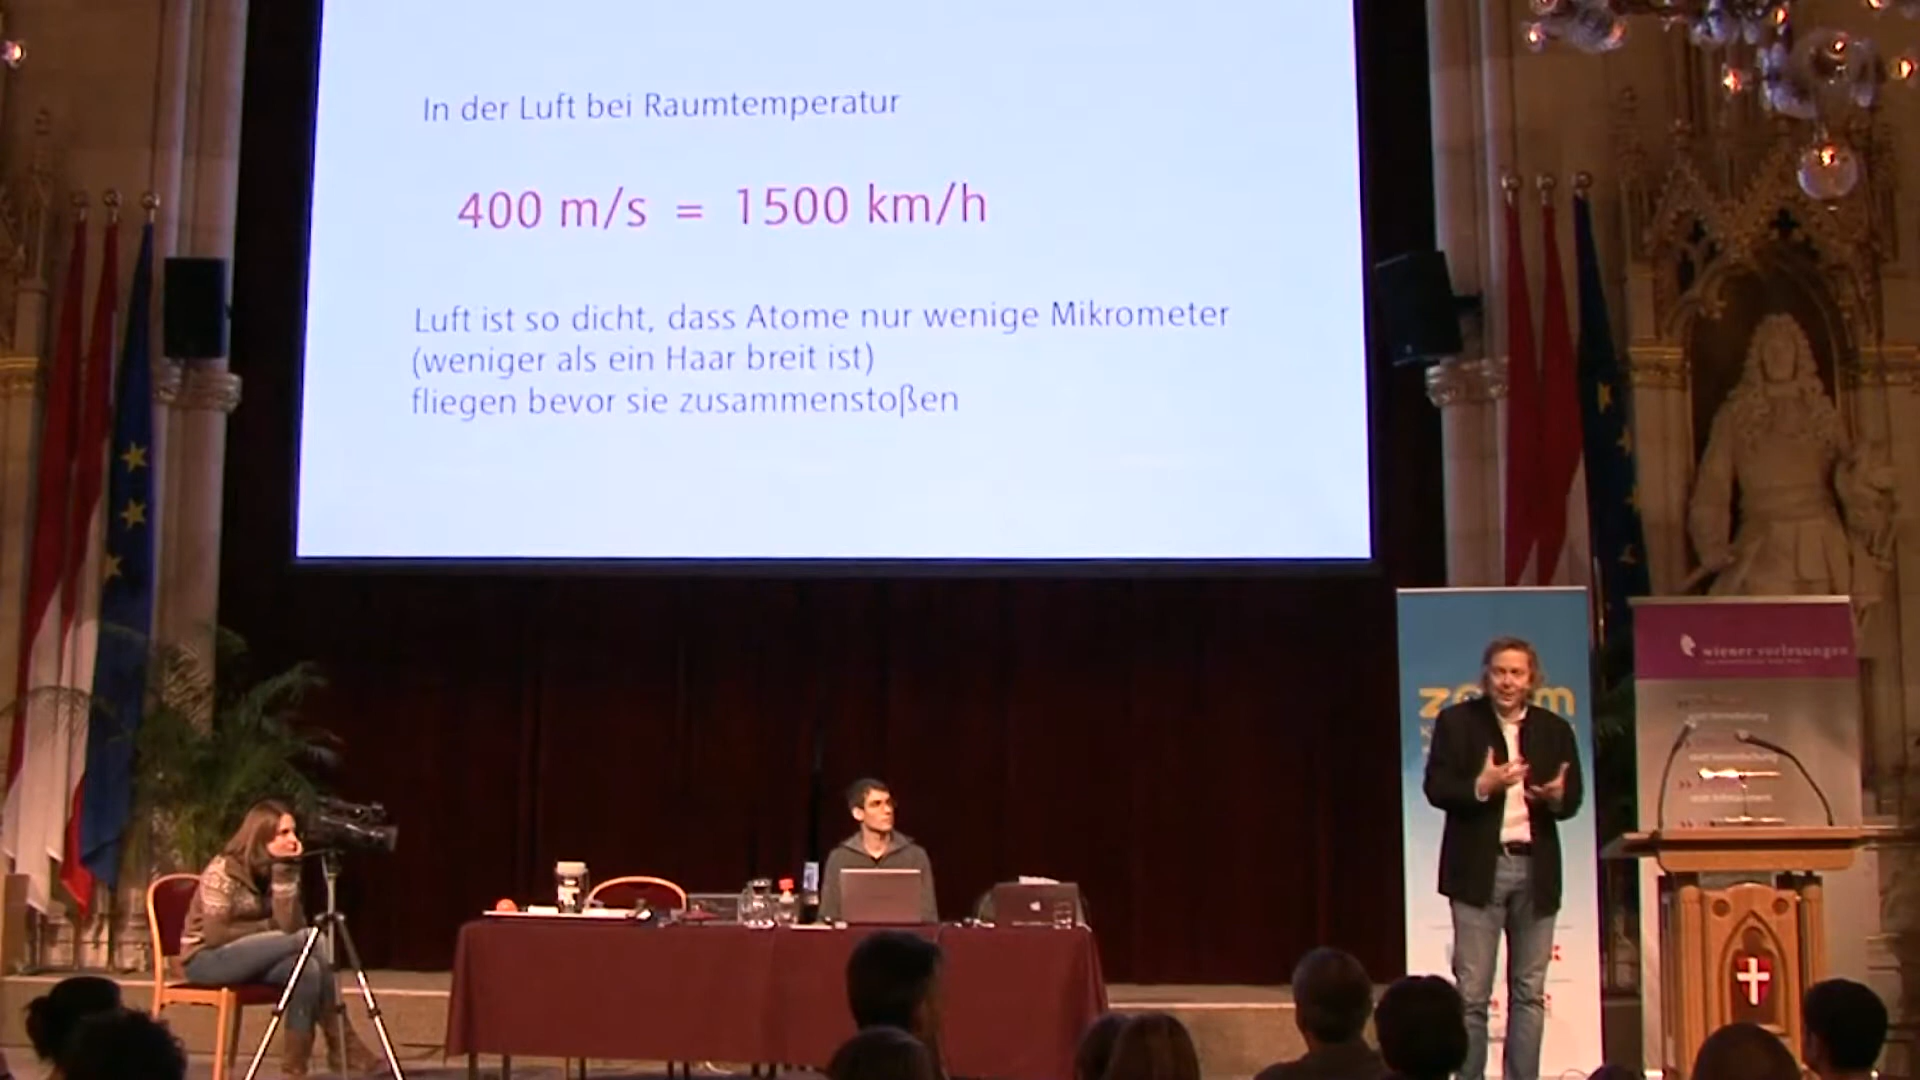 In der Luft bei Raumtemperatur
400 m/s = 1500 km/h
Luft ist so dicht, dass Atome nur wenige Mikrometer
(weniger als ein Haar breit ist)
fliegen bevor sie zusammenstoßen
wiener vorlesungen